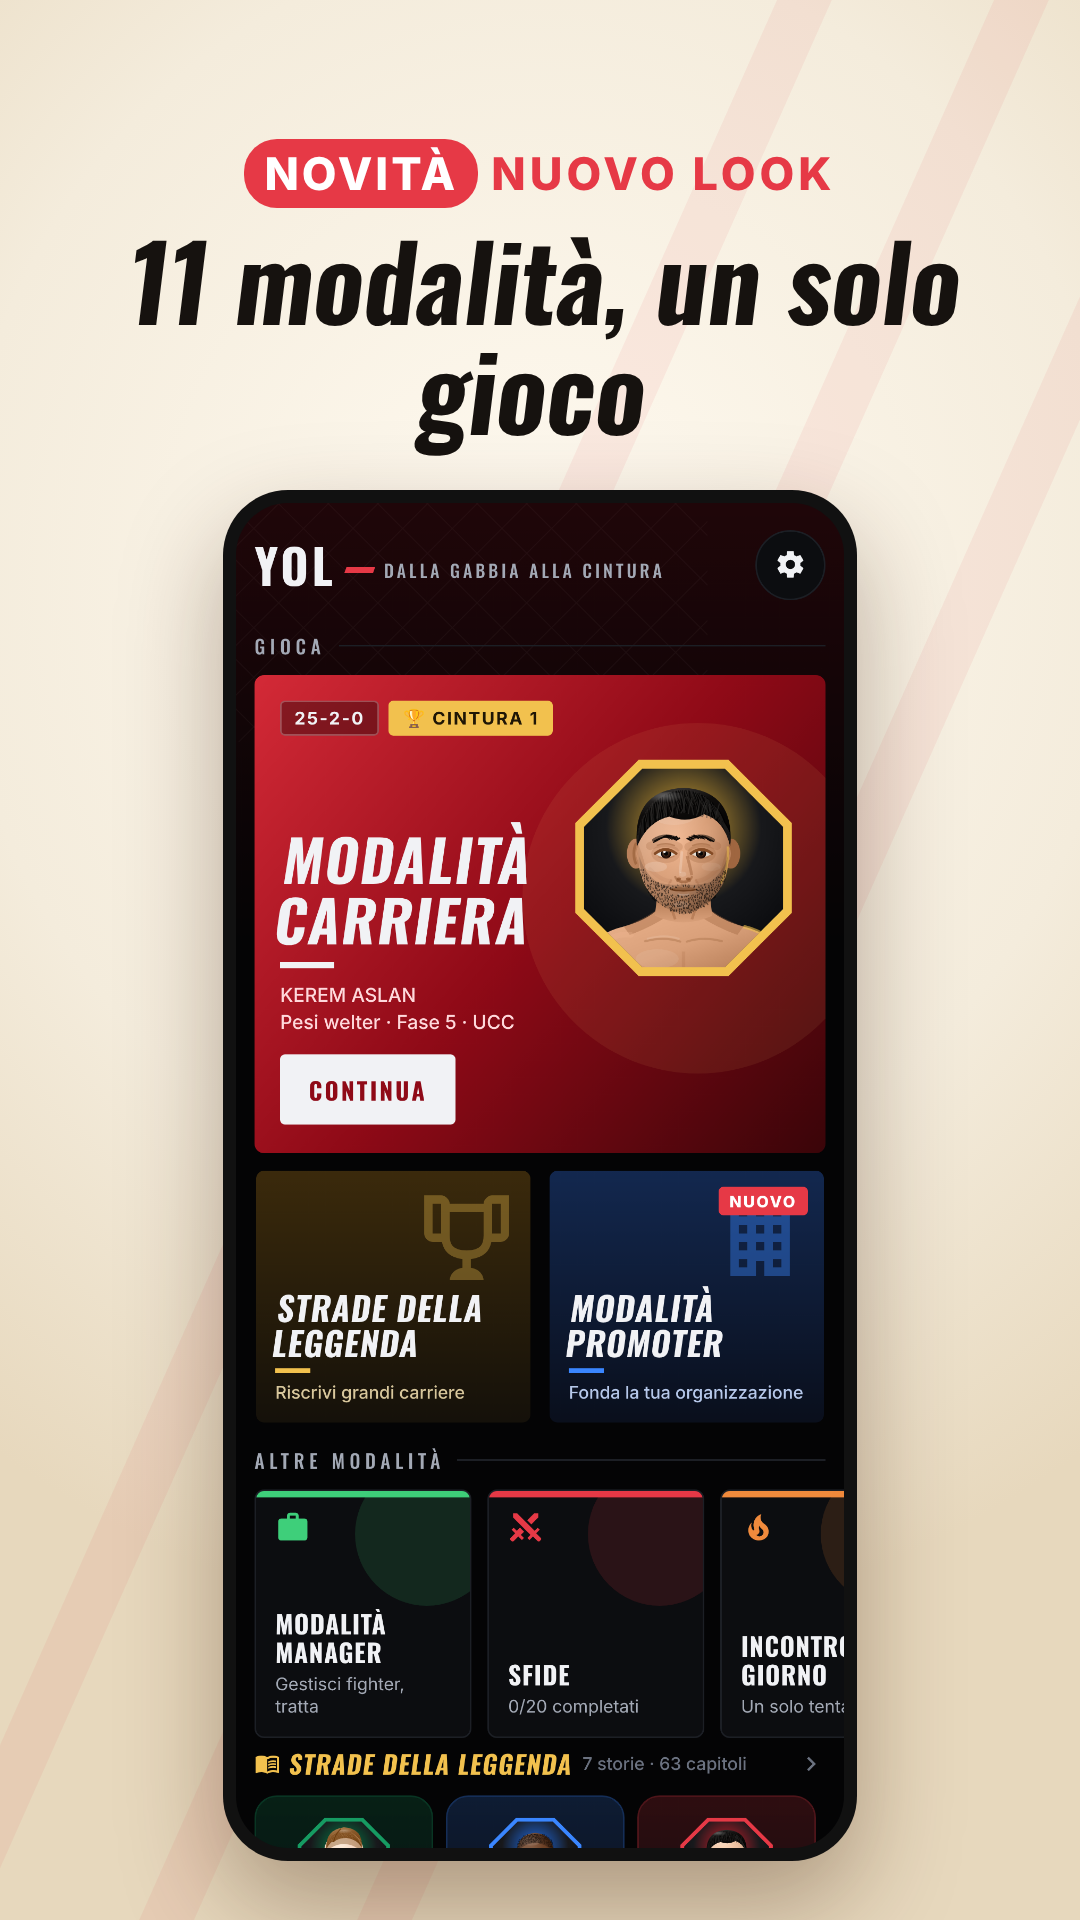 NOVITÀ NUOVO LOOK
11 modalità, un solo
gioco
YOL DALLA GABBIA ALLA CINTURA
GIOCA
25-2-0 🏆 CINTURA 1
MODALITÀ
CARRIERA
KEREM ASLAN
Pesi welter · Fase 5 · UCC
CONTINUA
STRADE DELLA
LEGGENDA
Riscrivi grandi carriere
NUOVO
MODALITÀ
PROMOTER
Fonda la tua organizzazione
ALTRE MODALITÀ
MODALITÀ
MANAGER
Gestisci fighter,
tratta
SFIDE
0/20 completati
GIORNO
Un solo
STRADE DELLA LEGGENDA 7 storie · 63 capitoli